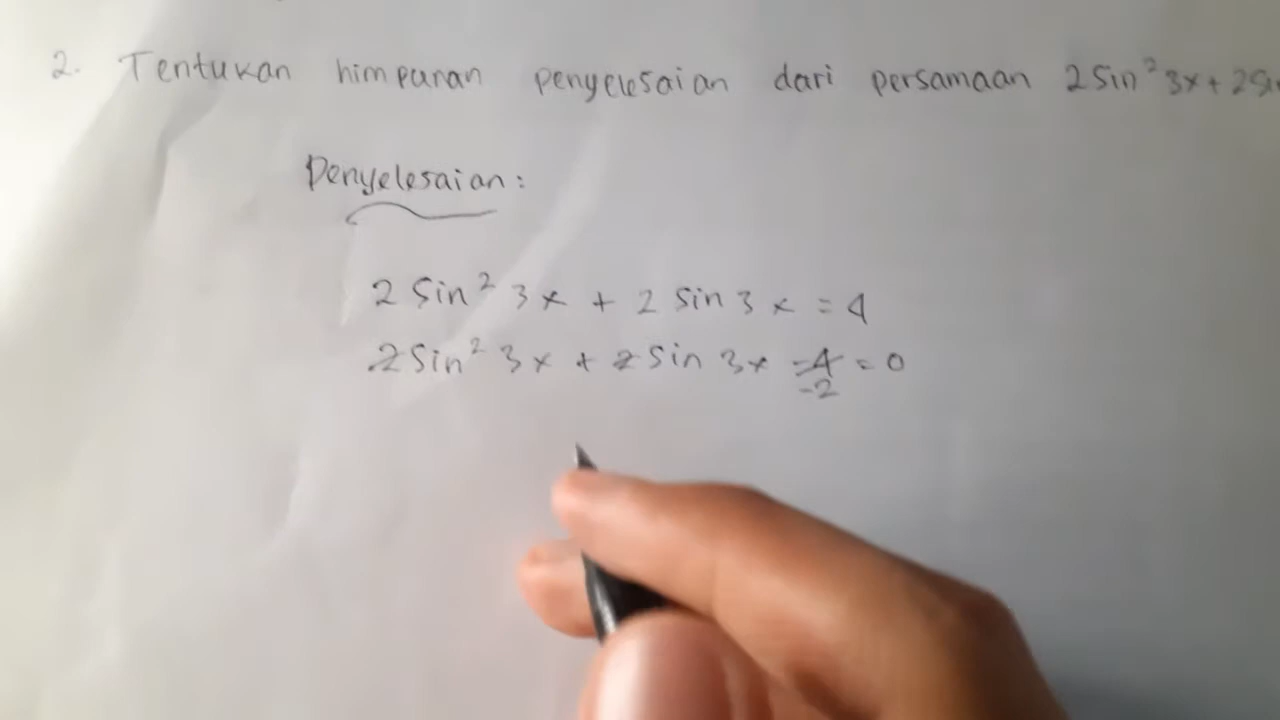 2. Tentukan himpunan penyelesaian dari persamaan 2 sin² 3x + 2 Sin
Penyelesaian :
2 Sin² 3x + 2 sin 3x = 4
2 Sin² 3x + 2 Sin 3x - 4 = 0
-2